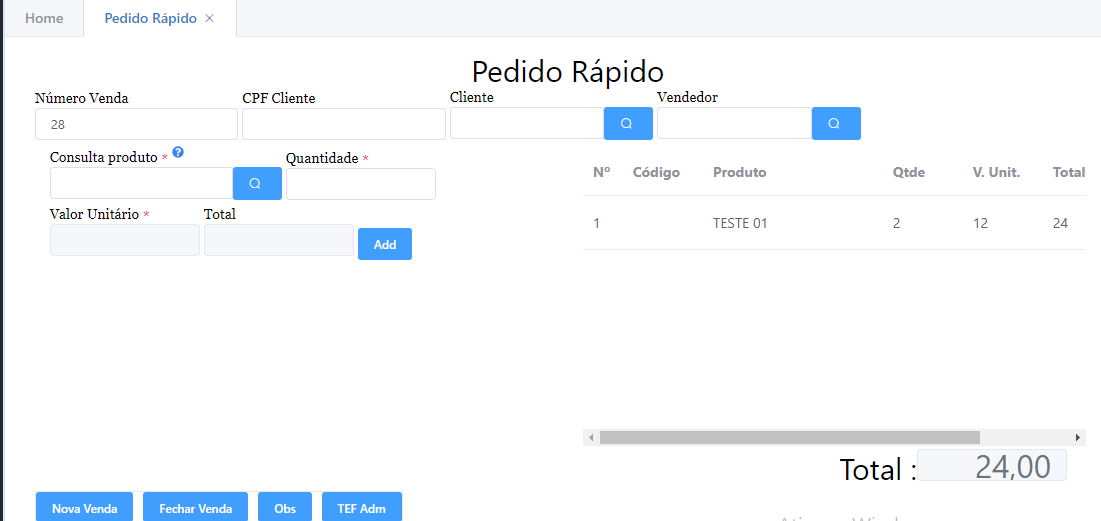 Home Pedido Rápido ×
Pedido Rápido
Número Venda CPF Cliente Cliente Vendedor
28
Consulta produto * ? Quantidade *
Valor Unitário * Total
Add
Nº Código Produto Qtde V. Unit. Total
1 TESTE 01 2 12 24
Total : 24,00
Nova Venda Fechar Venda Obs TEF Adm